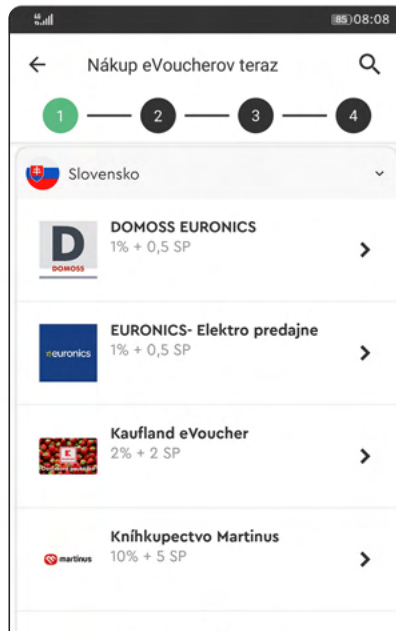 85 08:08
Nákup eVoucherov teraz
1 2 3 4
Slovensko
D
DOMOSS
DOMOSS EURONICS
1% + 0,5 SP
euronics
EURONICS- Elektro predajne
1% + 0,5 SP
K
Kaufland eVoucher
2% + 2 SP
martinus
Kníhkupectvo Martinus
10% + 5 SP